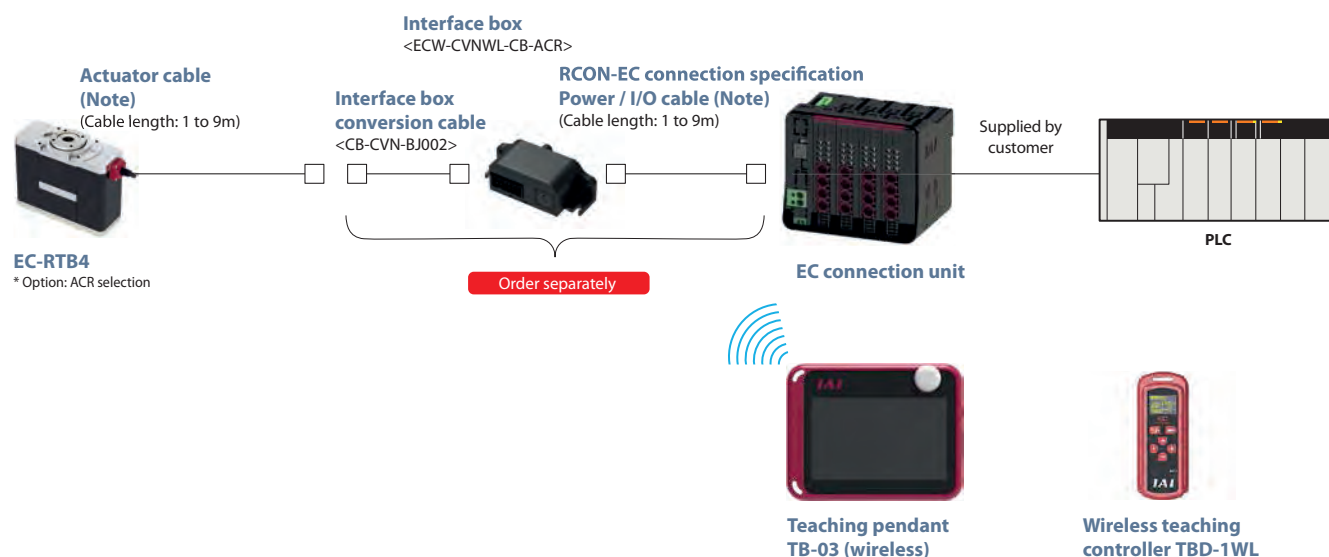 Interface box
<ECW-CVNWL-CB-ACR>
Actuator cable
(Note)
(Cable length: 1 to 9m)
Interface box
conversion cable
<CB-CVN-BJ002>
RCON-EC connection specification
Power / I/O cable (Note)
(Cable length: 1 to 9m)
Supplied by
customer
PLC
EC-RTB4
* Option: ACR selection
Order separately
EC connection unit
IAI
IAI
IAI
Teaching pendant
TB-03 (wireless)
Wireless teaching
controller TBD-1WL